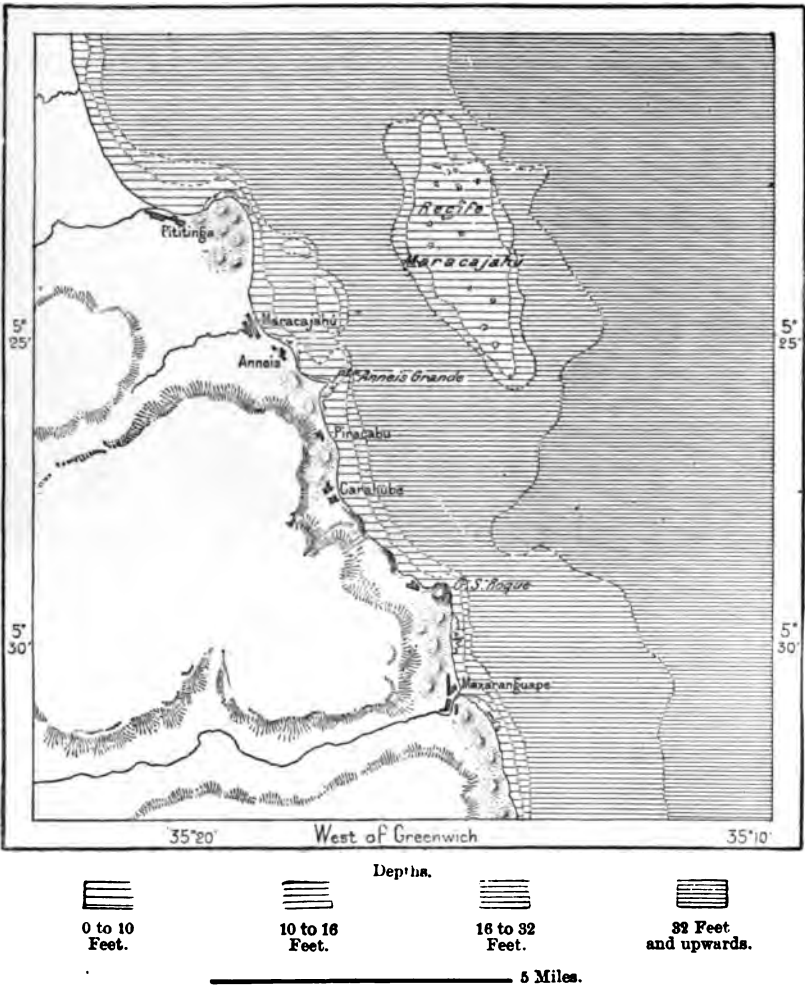 Pititinga
Recife
Maracajahú
5°
25'
5°
25'
Maracajahú
Anneis
Pta Anneis Grande
Piracabu
Carahube
C. S. Roque
5°
30'
5°
30'
Maxaranguape
35°20'
West of Greenwich
35°10'
Depths.
0 to 10
Feet.
10 to 16
Feet.
16 to 32
Feet.
32 Feet
and upwards.
5 Miles.